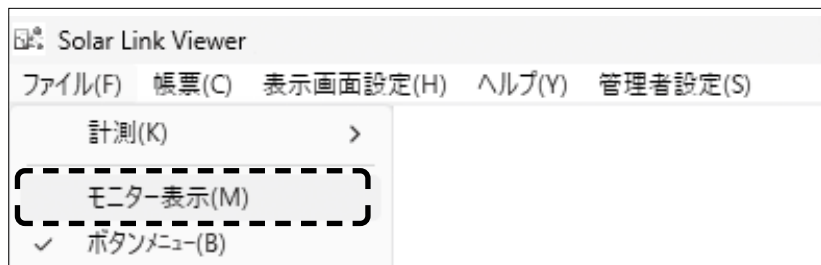 Solar Link Viewer
ファイル(F) 帳票(C) 表示画面設定(H) ヘルプ(Y) 管理者設定(S)
計測(K) >
モニター表示(M)
✓ ボタンメニュー(B)